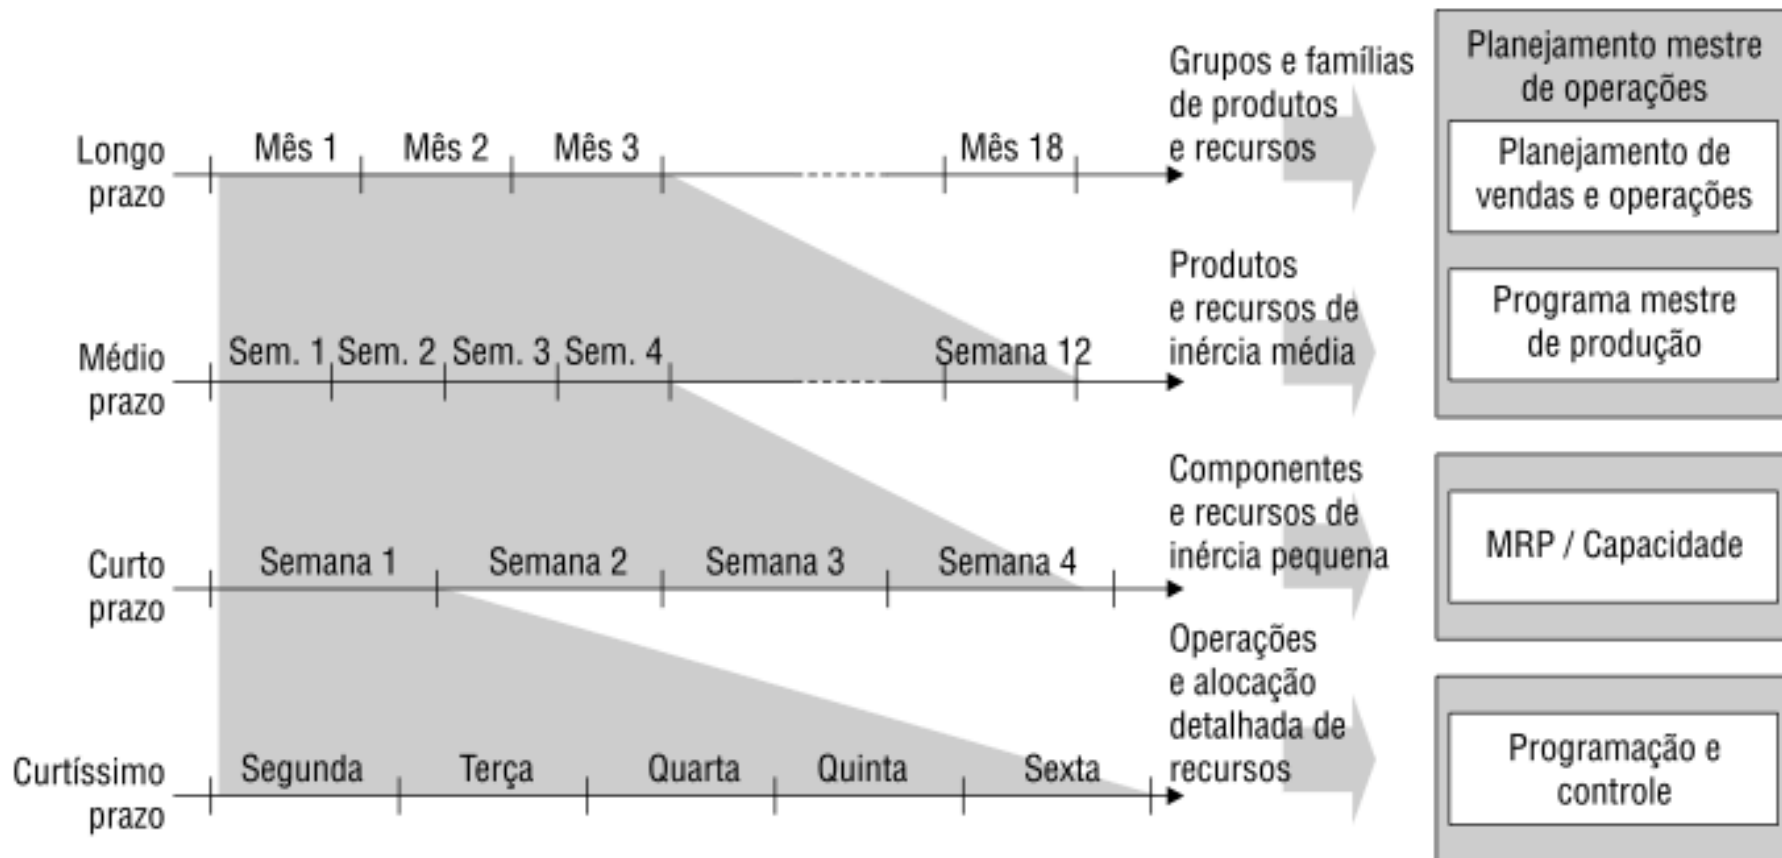 Longo
prazo
Mês 1
Mês 2
Mês 3
Mês 18
Grupos e famílias
de produtos
e recursos
Planejamento mestre
de operações
Planejamento de
vendas e operações
Médio
prazo
Sem. 1
Sem. 2
Sem. 3
Sem. 4
Semana 12
Produtos
e recursos de
inércia média
Programa mestre
de produção
Curto
prazo
Semana 1
Semana 2
Semana 3
Semana 4
Componentes
e recursos de
inércia pequena
MRP / Capacidade
Curtíssimo
prazo
Segunda
Terça
Quarta
Quinta
Sexta
Operações
e alocação
detalhada de
recursos
Programação e
controle